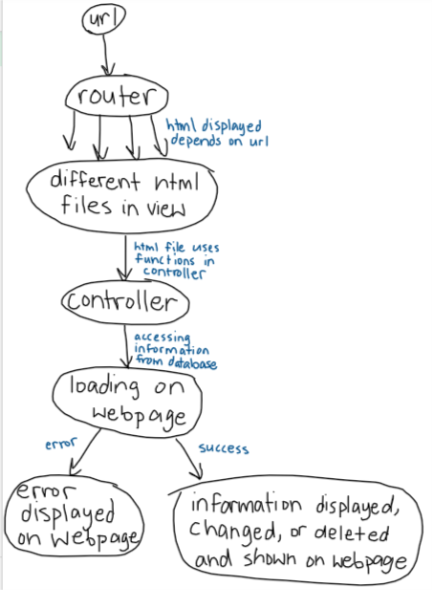 url
router
html displayed
depends on url
different html
files in view
html file uses
functions in
controller
controller
accessing
information
from database
loading on
webpage
error
success
error
displayed
on webpage
information displayed,
changed, or deleted
and shown on webpage